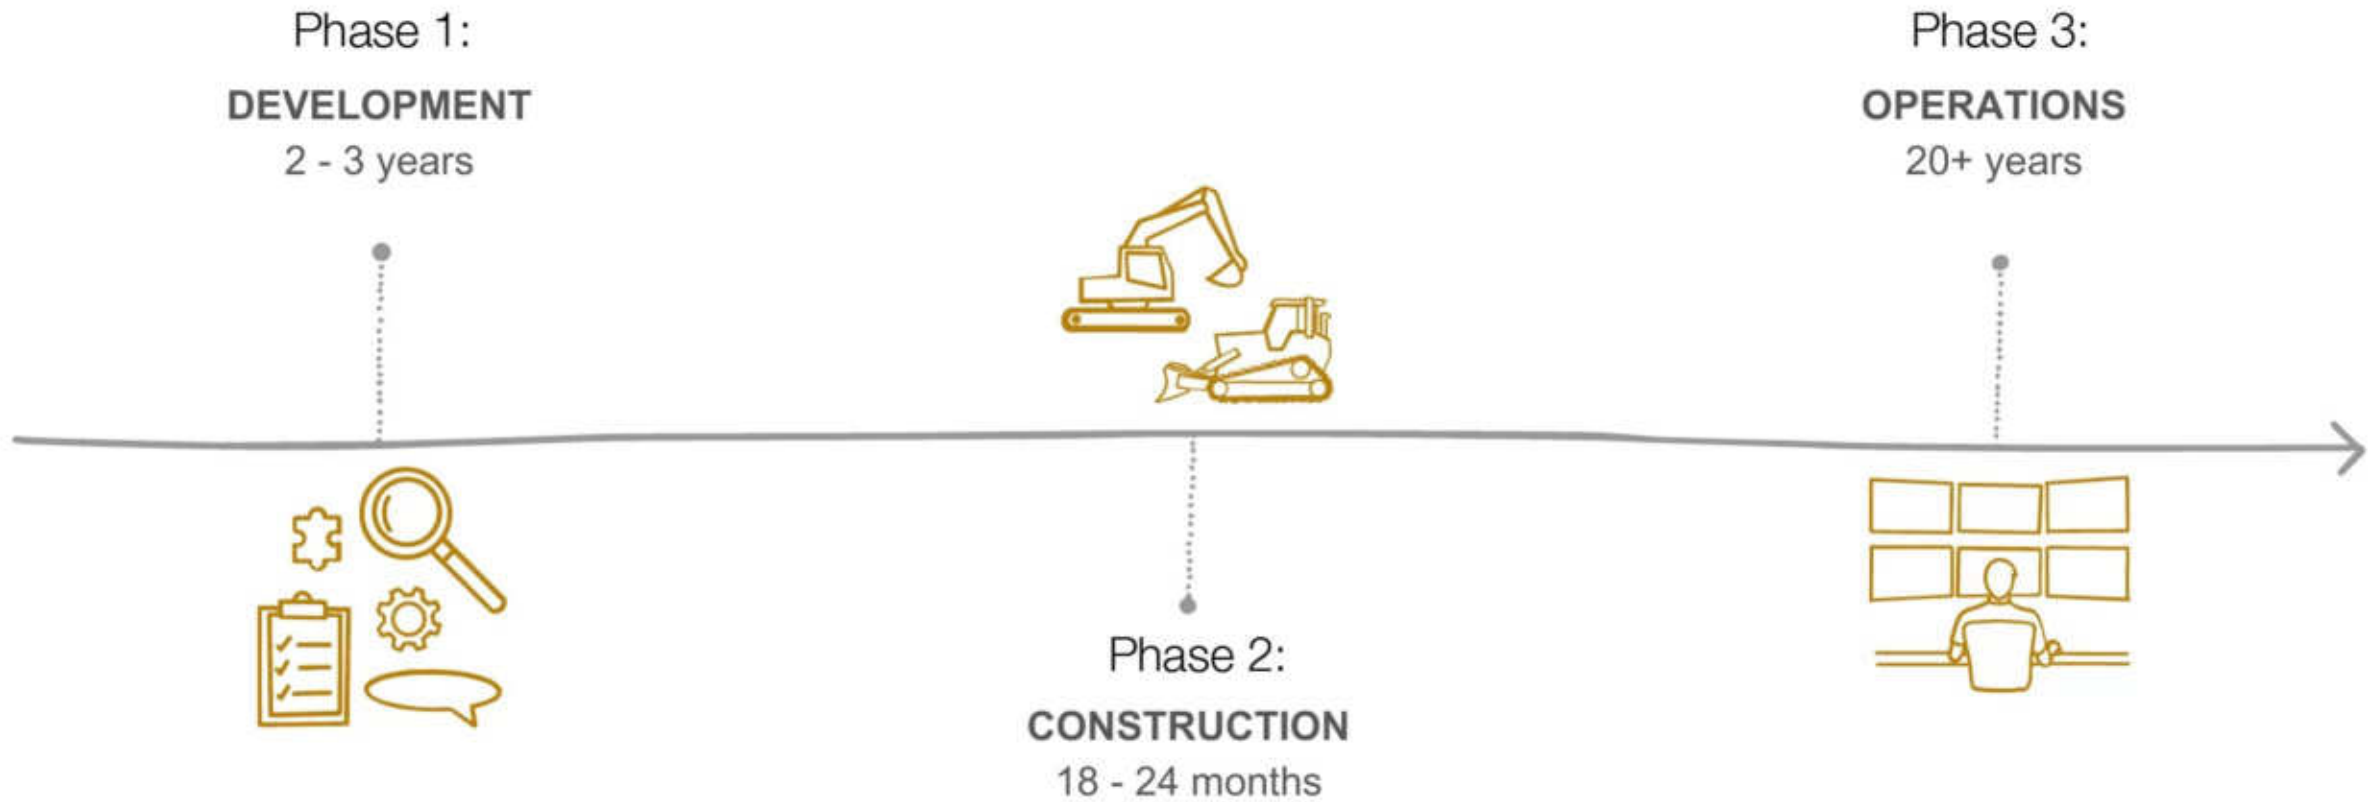 Phase 1:
DEVELOPMENT
2 - 3 years
Phase 2:
CONSTRUCTION
18 - 24 months
Phase 3:
OPERATIONS
20+ years